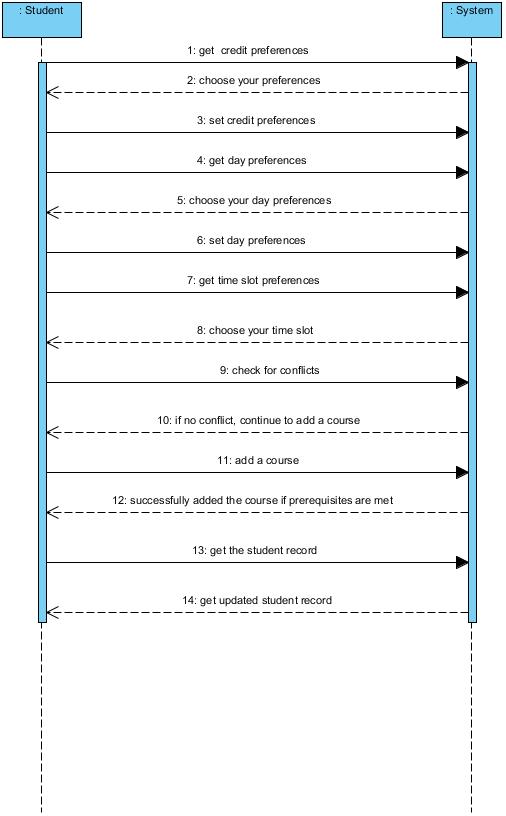 : Student
: System
1: get credit preferences
2: choose your preferences
3: set credit preferences
4: get day preferences
5: choose your day preferences
6: set day preferences
7: get time slot preferences
8: choose your time slot
9: check for conflicts
10: if no conflict, continue to add a course
11: add a course
12: successfully added the course if prerequisites are met
13: get the student record
14: get updated student record